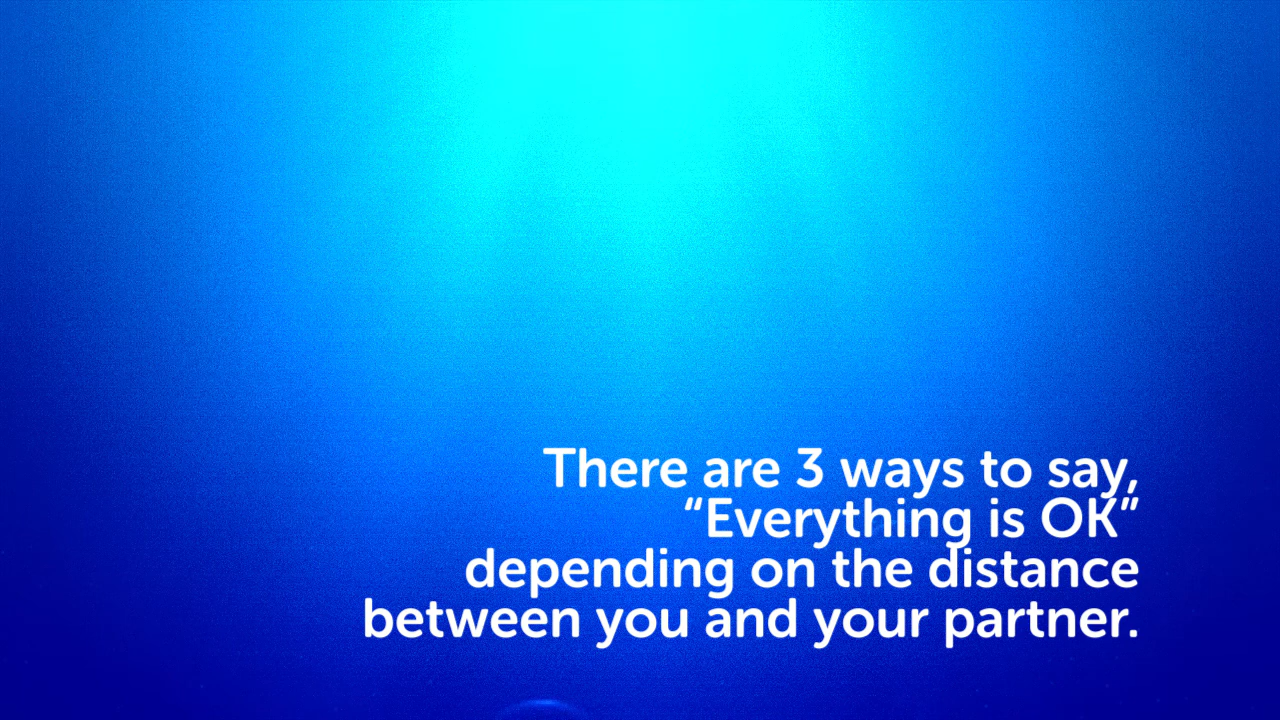 There are 3 ways to say,
“Everything is OK”
depending on the distance
between you and your partner.